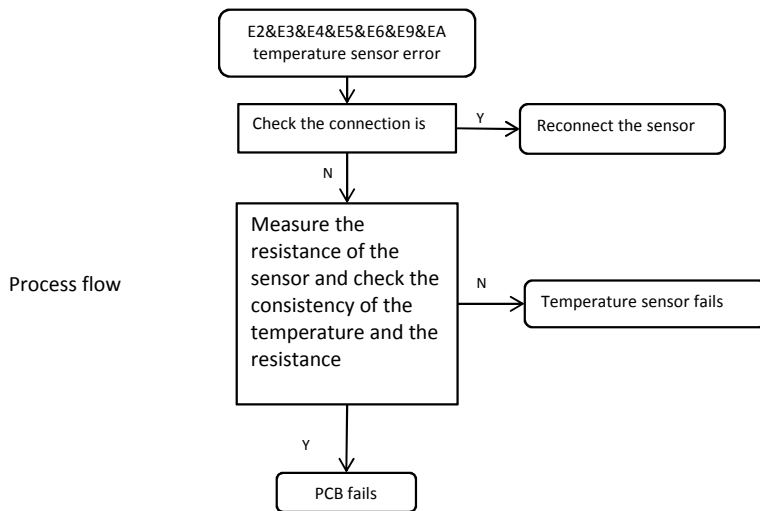 E2&E3&E4&E5&E6&E9&EA
temperature sensor error
Check the connection is
Y
Reconnect the sensor
N
Measure the
resistance of the
sensor and check the
consistency of the
temperature and the
resistance
Process flow
N
Temperature sensor fails
Y
PCB fails